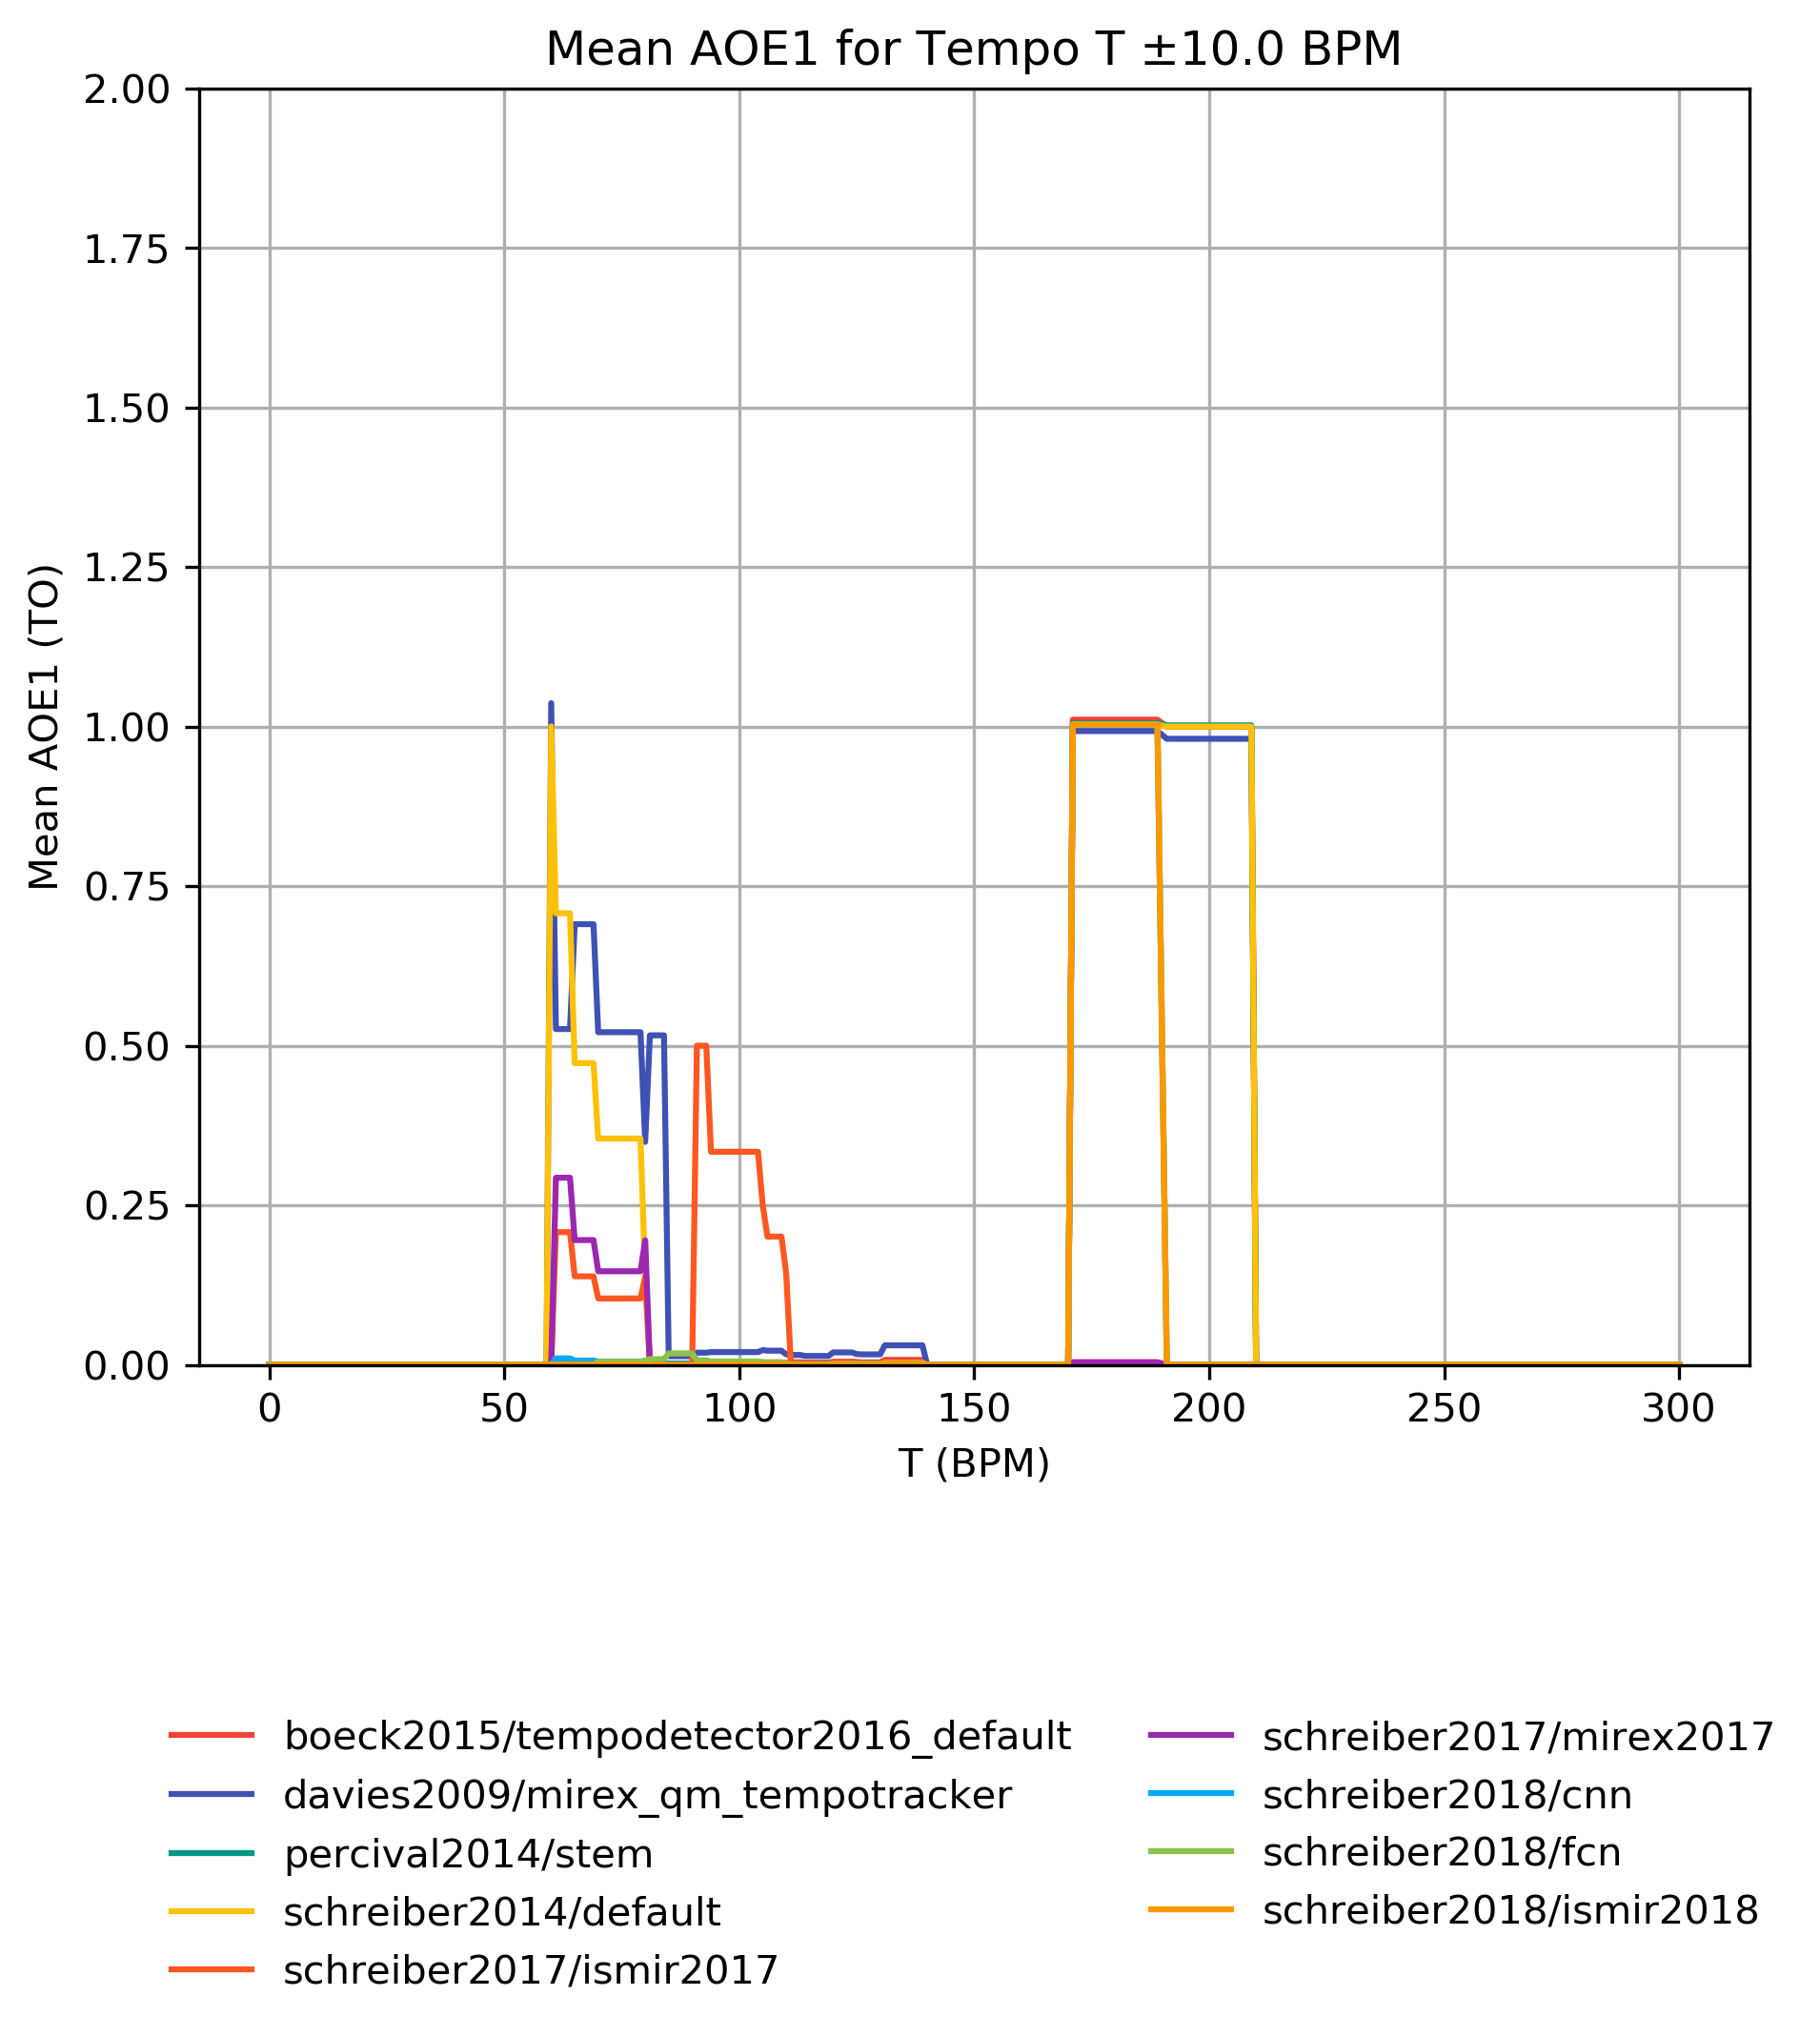 Mean AOE1 for Tempo T ±10.0 BPM
2.00
1.75
1.50
1.25
1.00
0.75
0.50
0.25
0.00
Mean AOE1 (TO)
0 50 100 150 200 250 300
T (BPM)
boeck2015/tempodetector2016_default
davies2009/mirex_qm_tempotracker
percival2014/stem
schreiber2014/default
schreiber2017/ismir2017
schreiber2017/mirex2017
schreiber2018/cnn
schreiber2018/fcn
schreiber2018/ismir2018